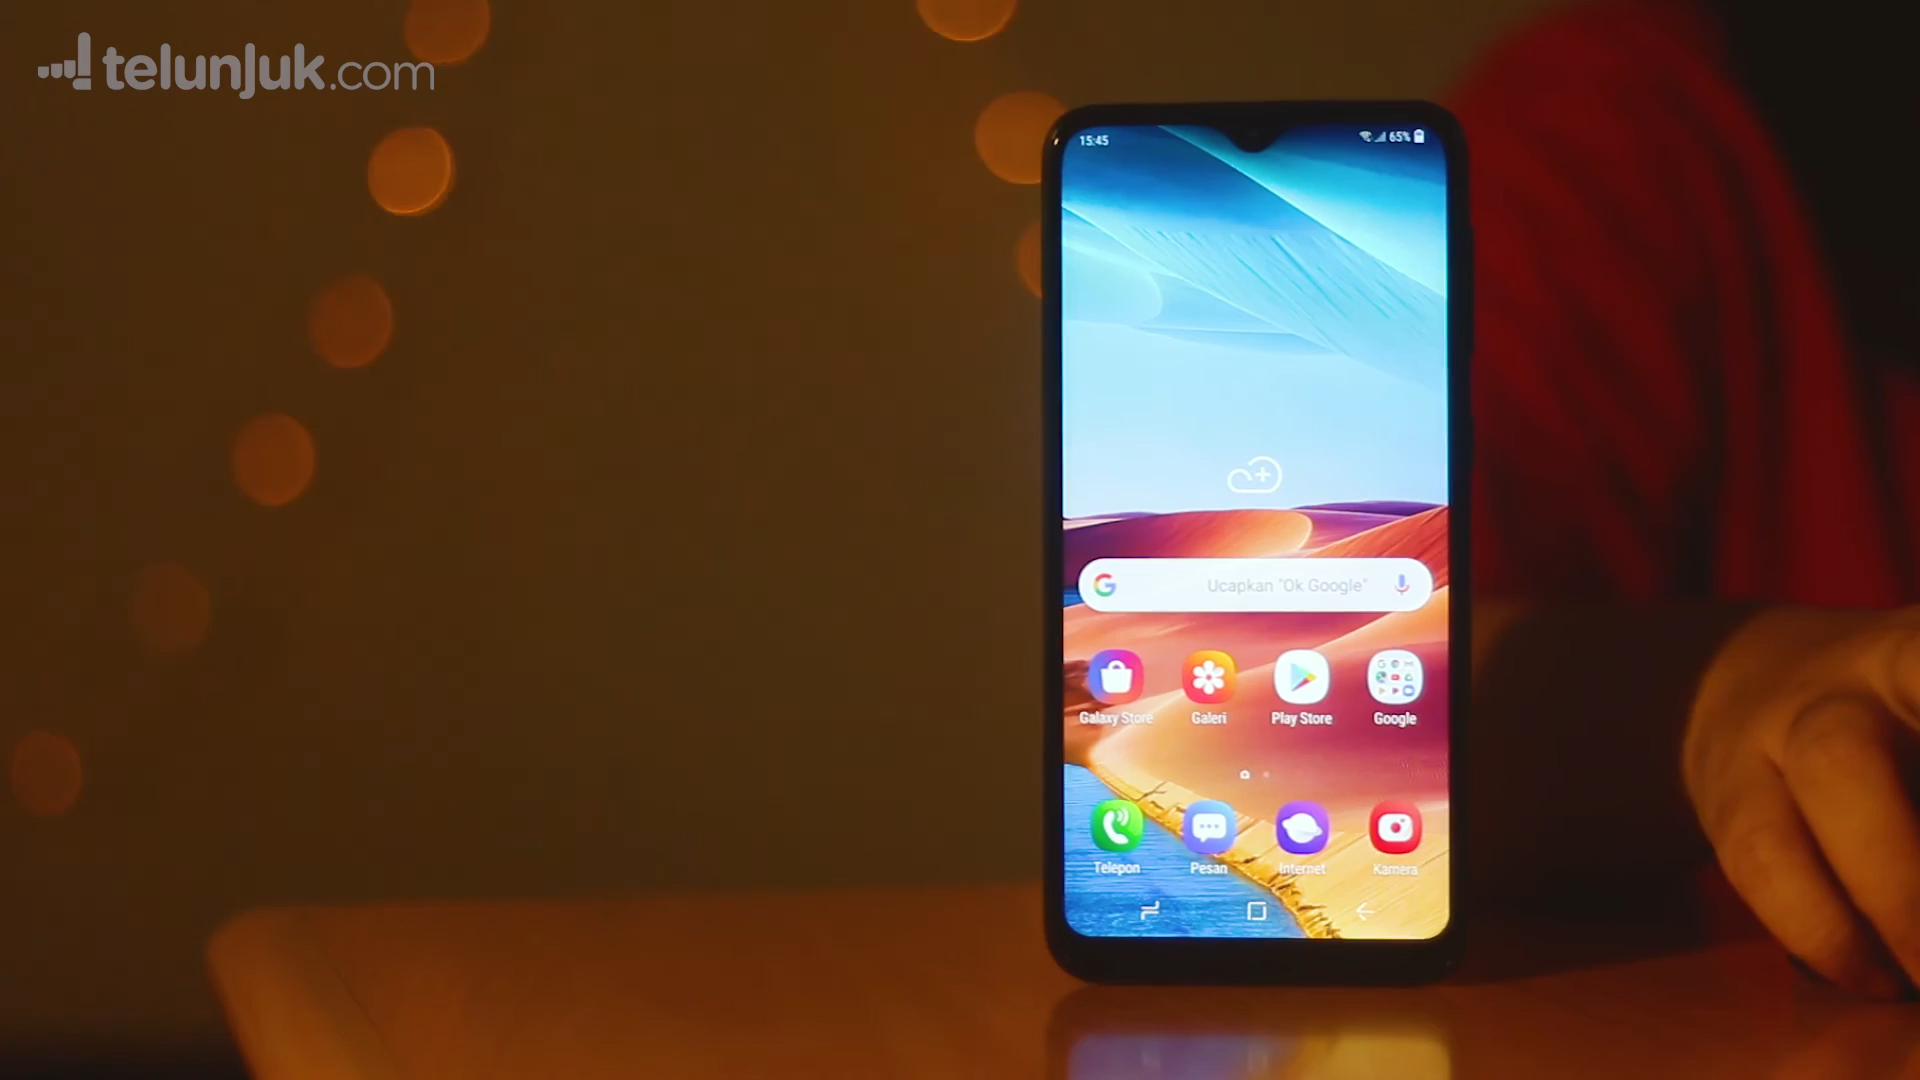 telunjuk.com
15:45
65%
Ucapkan "Ok Google"
Galaxy Store
Galeri
Play Store
Google
Telepon
Pesan
Internet
Kamera